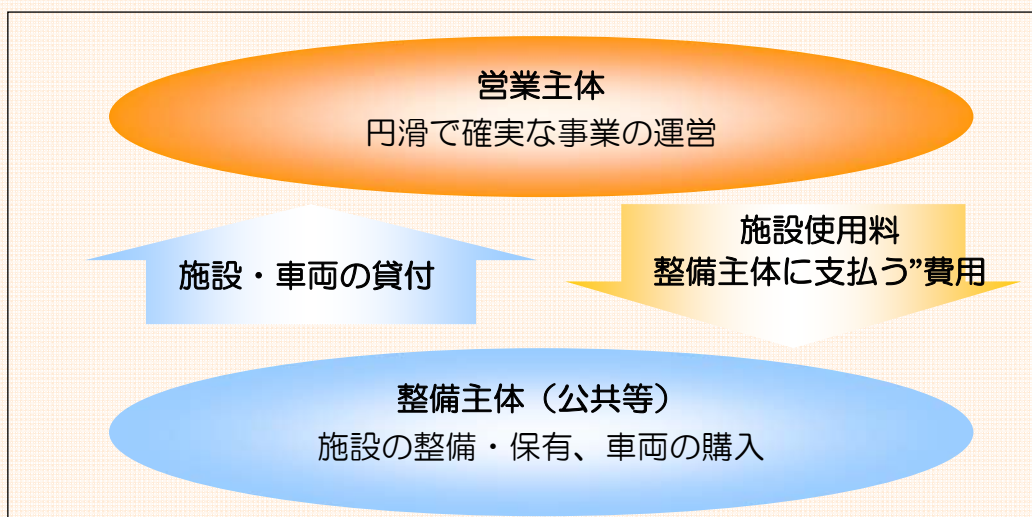 営業主体
円滑で確実な事業の運営
施設・車両の貸付
施設使用料
整備主体に支払う”費用
整備主体（公共等）
施設の整備・保有、車両の購入